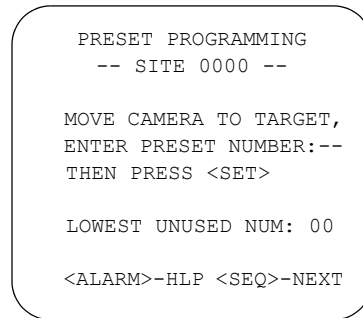 PRESET PROGRAMMING
-- SITE 0000 --
MOVE CAMERA TO TARGET,
ENTER PRESET NUMBER:--
THEN PRESS <SET>
LOWEST UNUSED NUM: 00
<ALARM>-HLP <SEQ>-NEXT